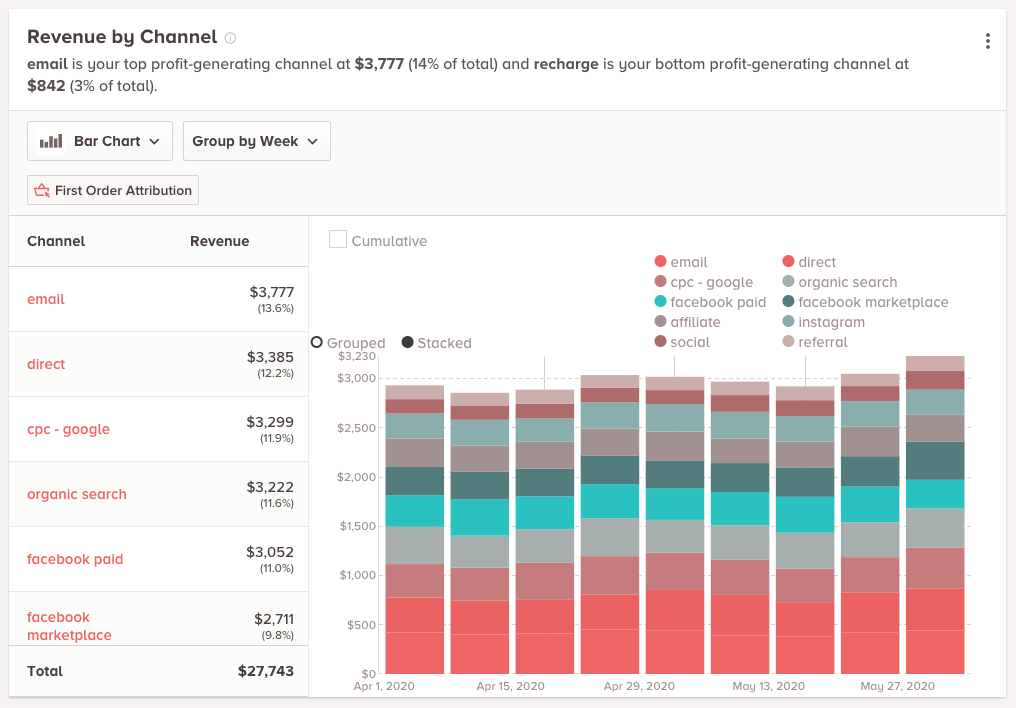 Revenue by Channel
email is your top profit-generating channel at $3,777 (14% of total) and recharge is your bottom profit-generating channel at
$842 (3% of total).
Bar Chart
Group by Week
First Order Attribution
Channel Revenue
email $3,777
(13.6%)
direct $3,385
(12.2%)
cpc - google $3,299
(11.9%)
organic search $3,222
(11.6%)
facebook paid $3,052
(11.0%)
facebook
marketplace $2,711
(9.8%)
Total $27,743
Cumulative
email direct
cpc - google organic search
facebook paid facebook marketplace
affiliate instagram
social referral
Grouped Stacked
$3,230
$3,000
$2,500
$2,000
$1,500
$1,000
$500
$0
Apr 1, 2020 Apr 15, 2020 Apr 29, 2020 May 13, 2020 May 27, 2020